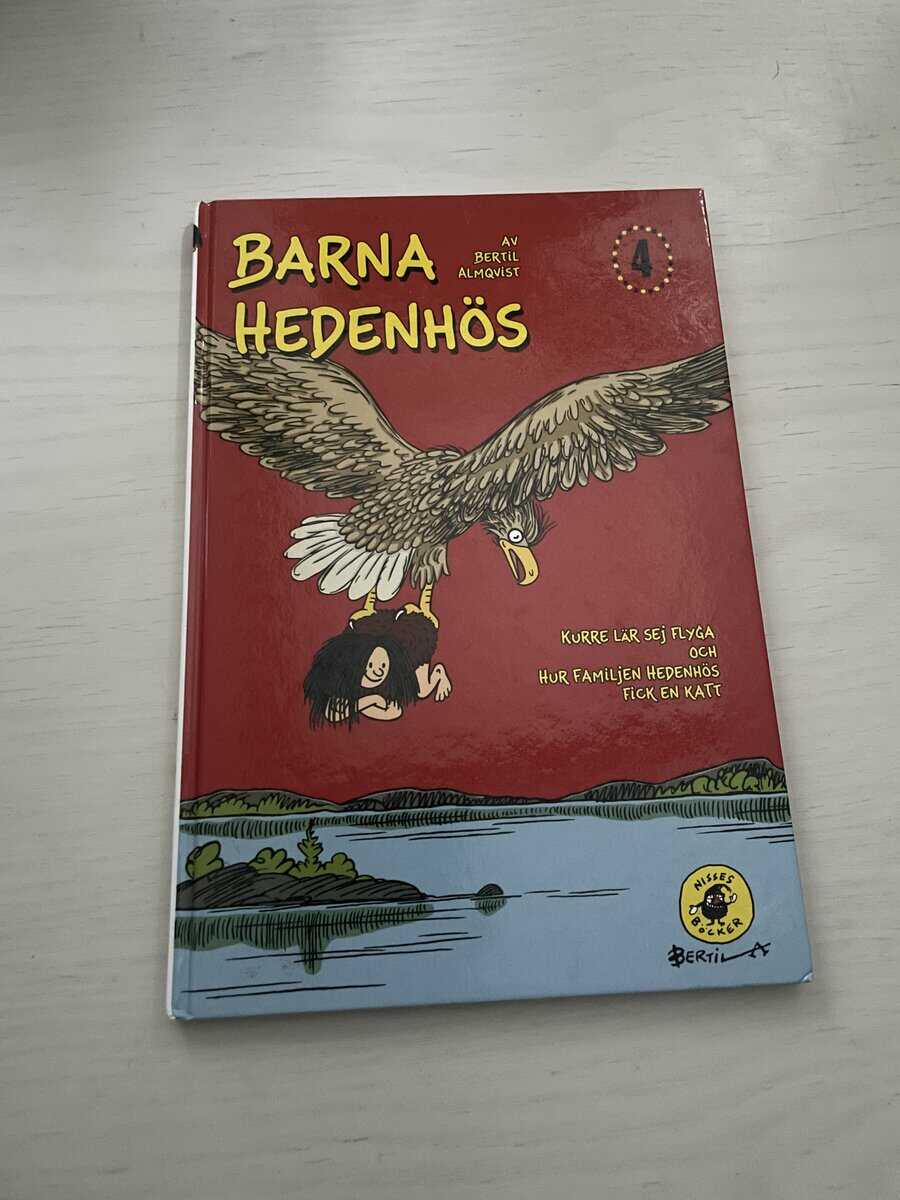 BARNA
HEDENHÖS
AV
BERTIL
ALMQVIST
4
KURRE LÄR SEJ FLYGA
OCH
HUR FAMILJEN HEDENHÖS
FICK EN KATT
NISSES
BÖCKER
BERTIL A